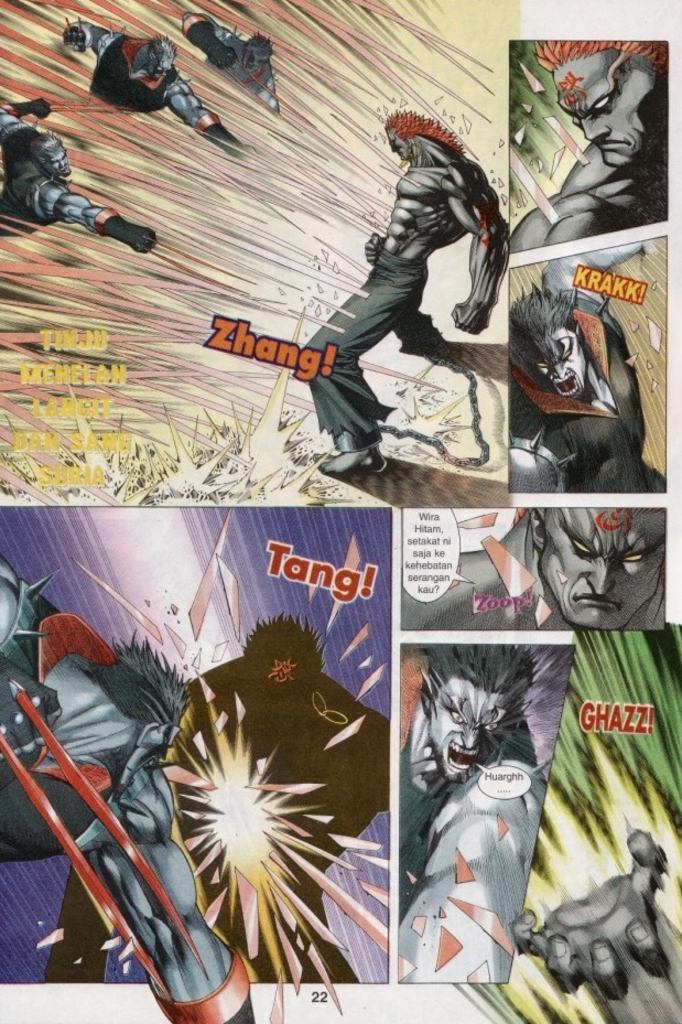 KRAKK!
Zhang!
TINJU
MENELAN
LANGIT
DAN SANG
SURIA
Tang!
Wira
Hitam,
setakat ni
saja ke
kehebatan
serangan
kau?
Zoop!
Huarghh
.....
GHAZZ!
22